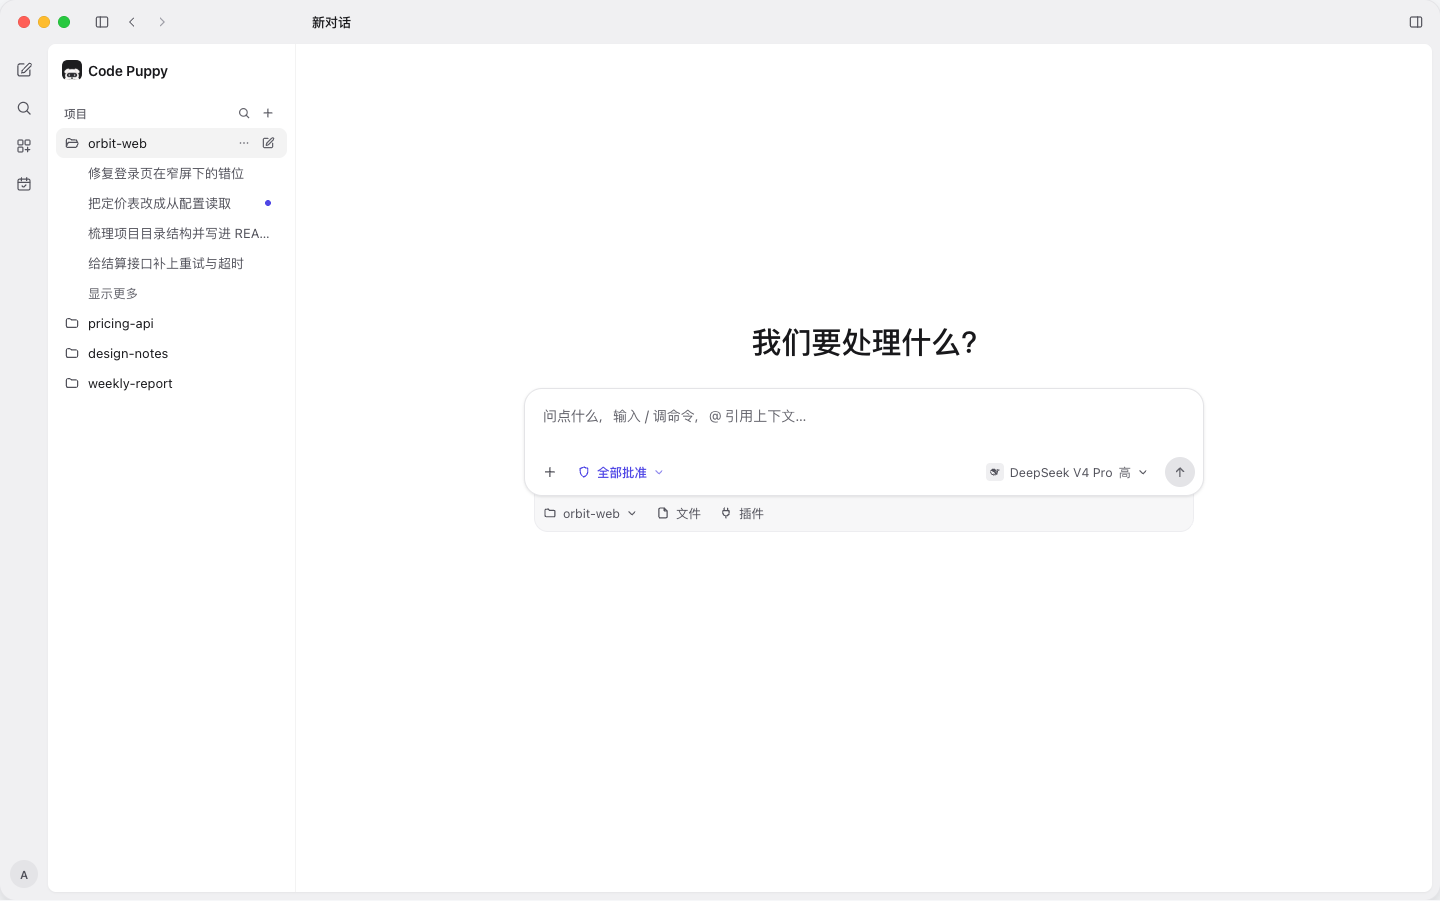 新对话
Code Puppy
项目
orbit-web
修复登录页在窄屏下的错位
把定价表改成从配置读取
梳理项目目录结构并写进 REA...
给结算接口补上重试与超时
显示更多
pricing-api
design-notes
weekly-report
A
我们要处理什么?
问点什么，输入 / 调命令，@ 引用上下文...
全部批准
DeepSeek V4 Pro 高
orbit-web 文件 插件